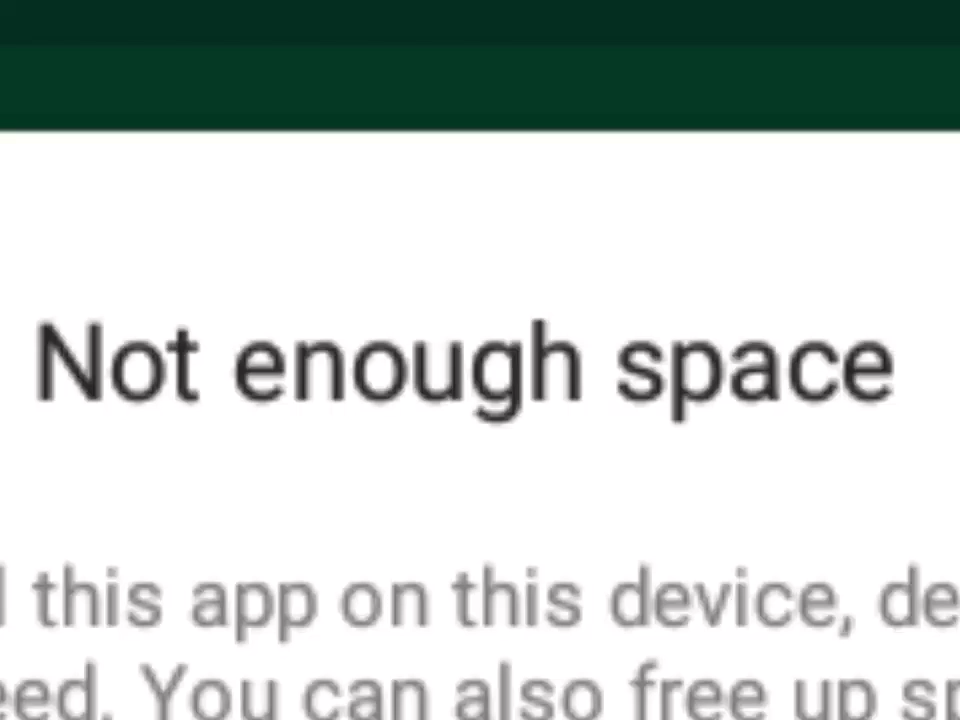 Not enough space
this app on this device,
You can also free up